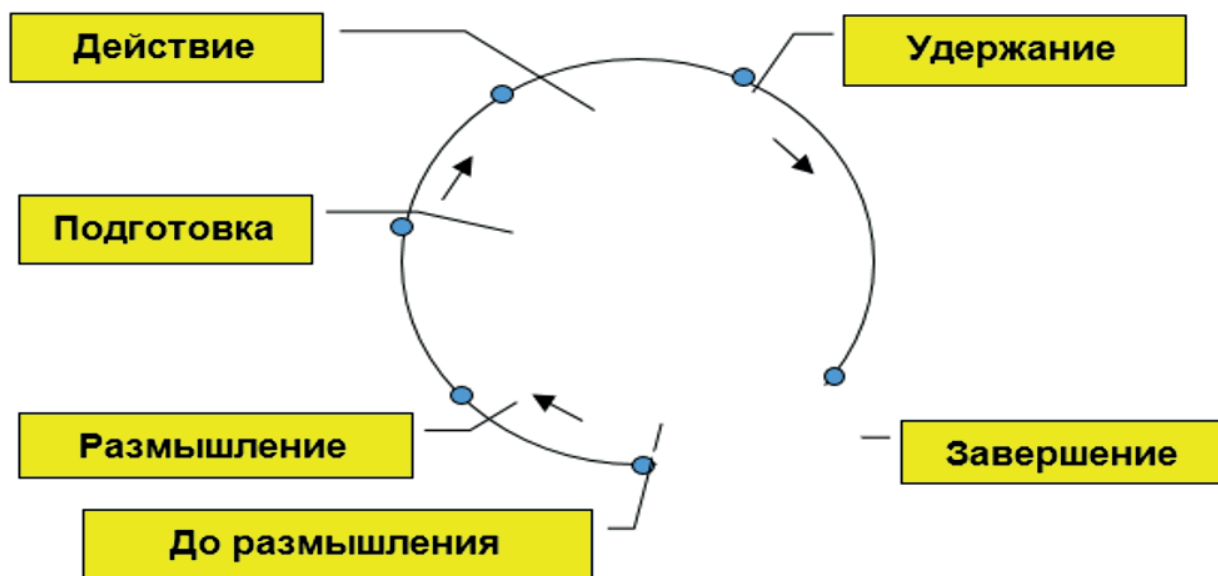 Действие
Удержание
Подготовка
Размышление
Завершение
До размышления